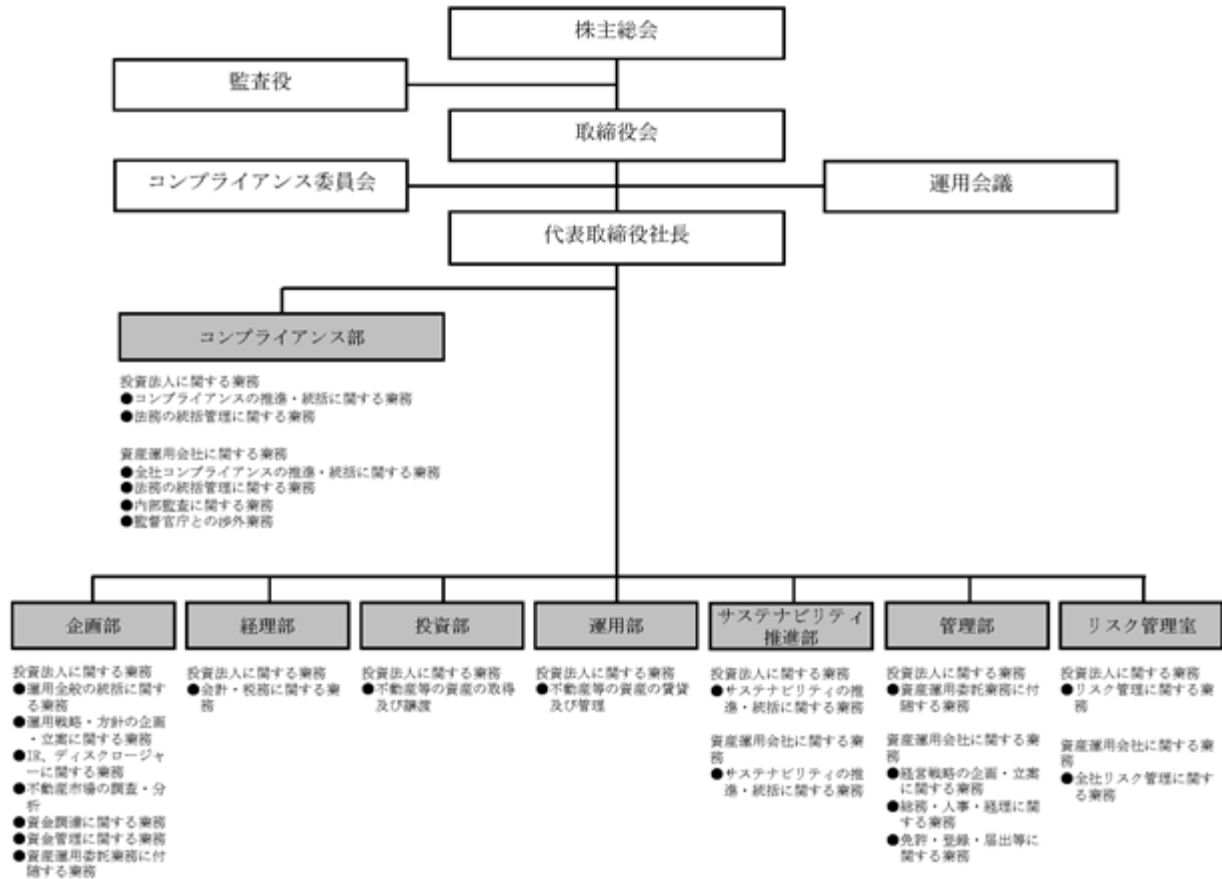 株主総会
監査役
取締役会
コンプライアンス委員会
運用会議
代表取締役社長
コンプライアンス部
投資法人に関する業務
●コンプライアンスの推進・統括に関する業務
●法務の統括管理に関する業務
資産運用会社に関する業務
●全社コンプライアンスの推進・統括に関する業務
●法務の統括管理に関する業務
●内部監査に関する業務
●監督官庁との渉外業務
企画部
投資法人に関する業務
●運用全般の統括に関す
る業務
●運用戦略・方針の企画
・立案に関する業務
●IR、ディスクロージャ
ーに関する業務
●不動産市場の調査・分
析
●資金調達に関する業務
●資金管理に関する業務
●資産運用委託業務に付
随する業務
経理部
投資法人に関する業務
●会計・税務に関する業
務
投資部
投資法人に関する業務
●不動産等の資産の取得
及び譲渡
運用部
投資法人に関する業務
●不動産等の資産の賃貸
及び管理
サステナビリティ
推進部
投資法人に関する業務
●サステナビリティの推
進・統括に関する業務
資産運用会社に関する業
務
●サステナビリティの推
進・統括に関する業務
管理部
投資法人に関する業務
●資産運用委託業務に付
随する業務
資産運用会社に関する業
務
●経営戦略の企画・立案
に関する業務
●総務・人事・経理に関
する業務
●免許・登録・届出等に
関する業務
リスク管理室
投資法人に関する業務
●リスク管理に関する業
務
資産運用会社に関する業
務
●全社リスク管理に関す
る業務